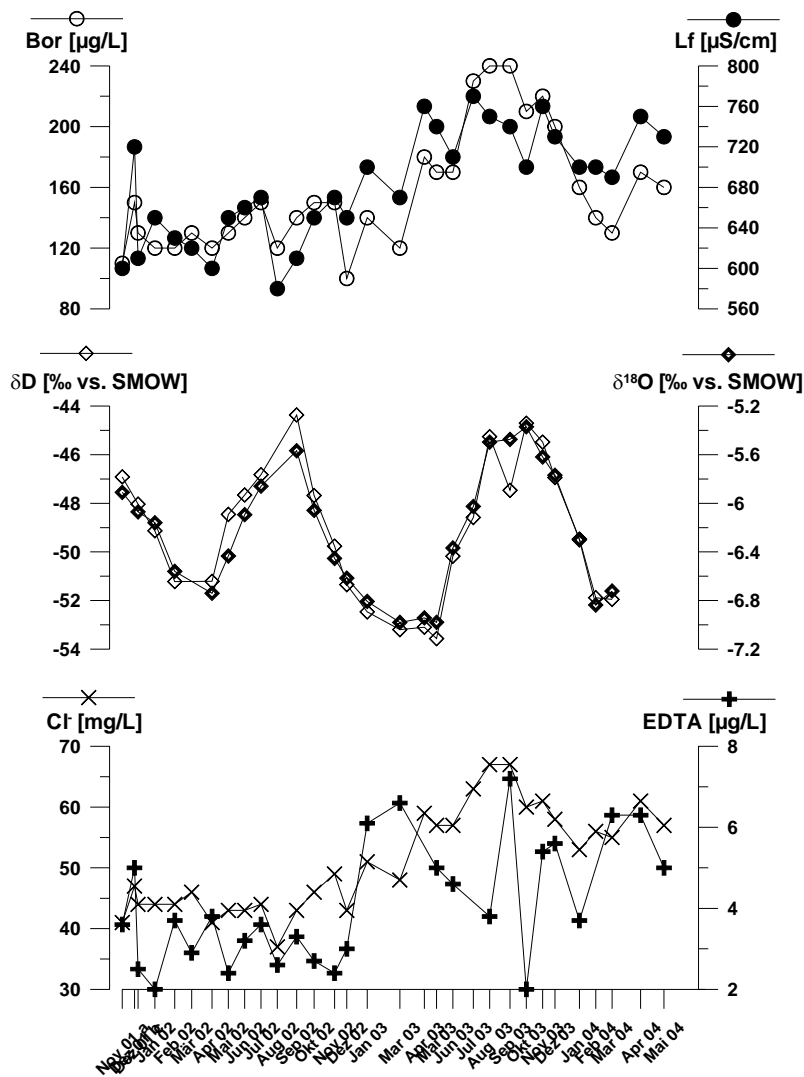 Bor [µg/L]
Lf [µS/cm]
240
200
160
120
80
800
760
720
680
640
600
560
δD [‰ vs. SMOW]
δ¹⁸O [‰ vs. SMOW]
-44
-46
-48
-50
-52
-54
-5.2
-5.6
-6
-6.4
-6.8
-7.2
Cl⁻ [mg/L]
EDTA [µg/L]
70
60
50
40
30
8
6
4
2
Nov 01 a
Jan 02
Feb 02
Mär 02
Apr 02
Mai 02
Jun 02
Jul 02
Aug 02
Sep 02
Okt 02
Nov 02
Dez 02
Jan 03
Mar 03
Apr 03
Mai 03
Jun 03
Jul 03
Aug 03
Sep 03
Okt 03
Nov 03
Dez 03
Jan 04
Feb 04
Mar 04
Apr 04
Mai 04